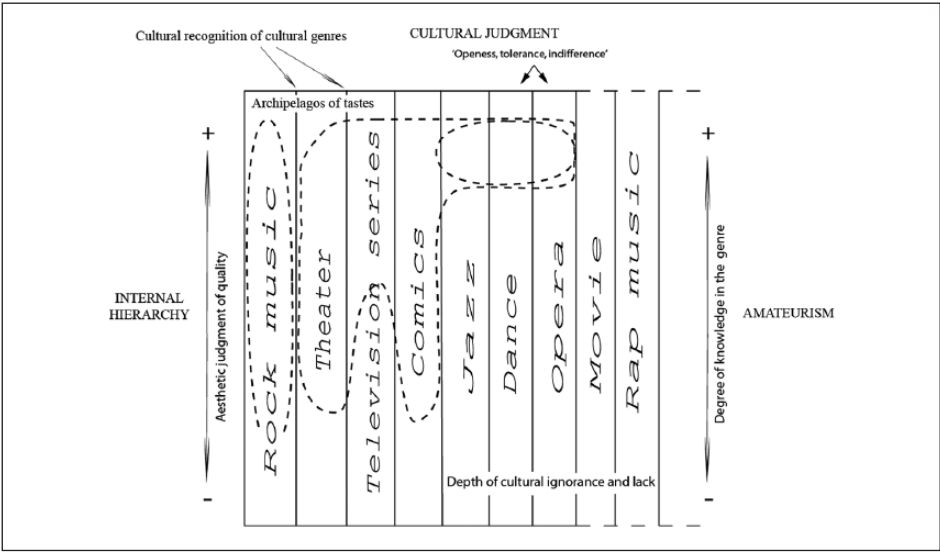 CULTURAL JUDGMENT
Cultural recognition of cultural genres
'Openess, tolerance, indifference'
Archipelagos of tastes
+
+
INTERNAL
HIERARCHY
Aesthetic judgment of quality
Rock music
Theater
Television series
Comics
Jazz
Dance
Opera
Movie
Rap music
Degree of knowledge in the genre
AMATEURISM
Depth of cultural ignorance and lack
-
-